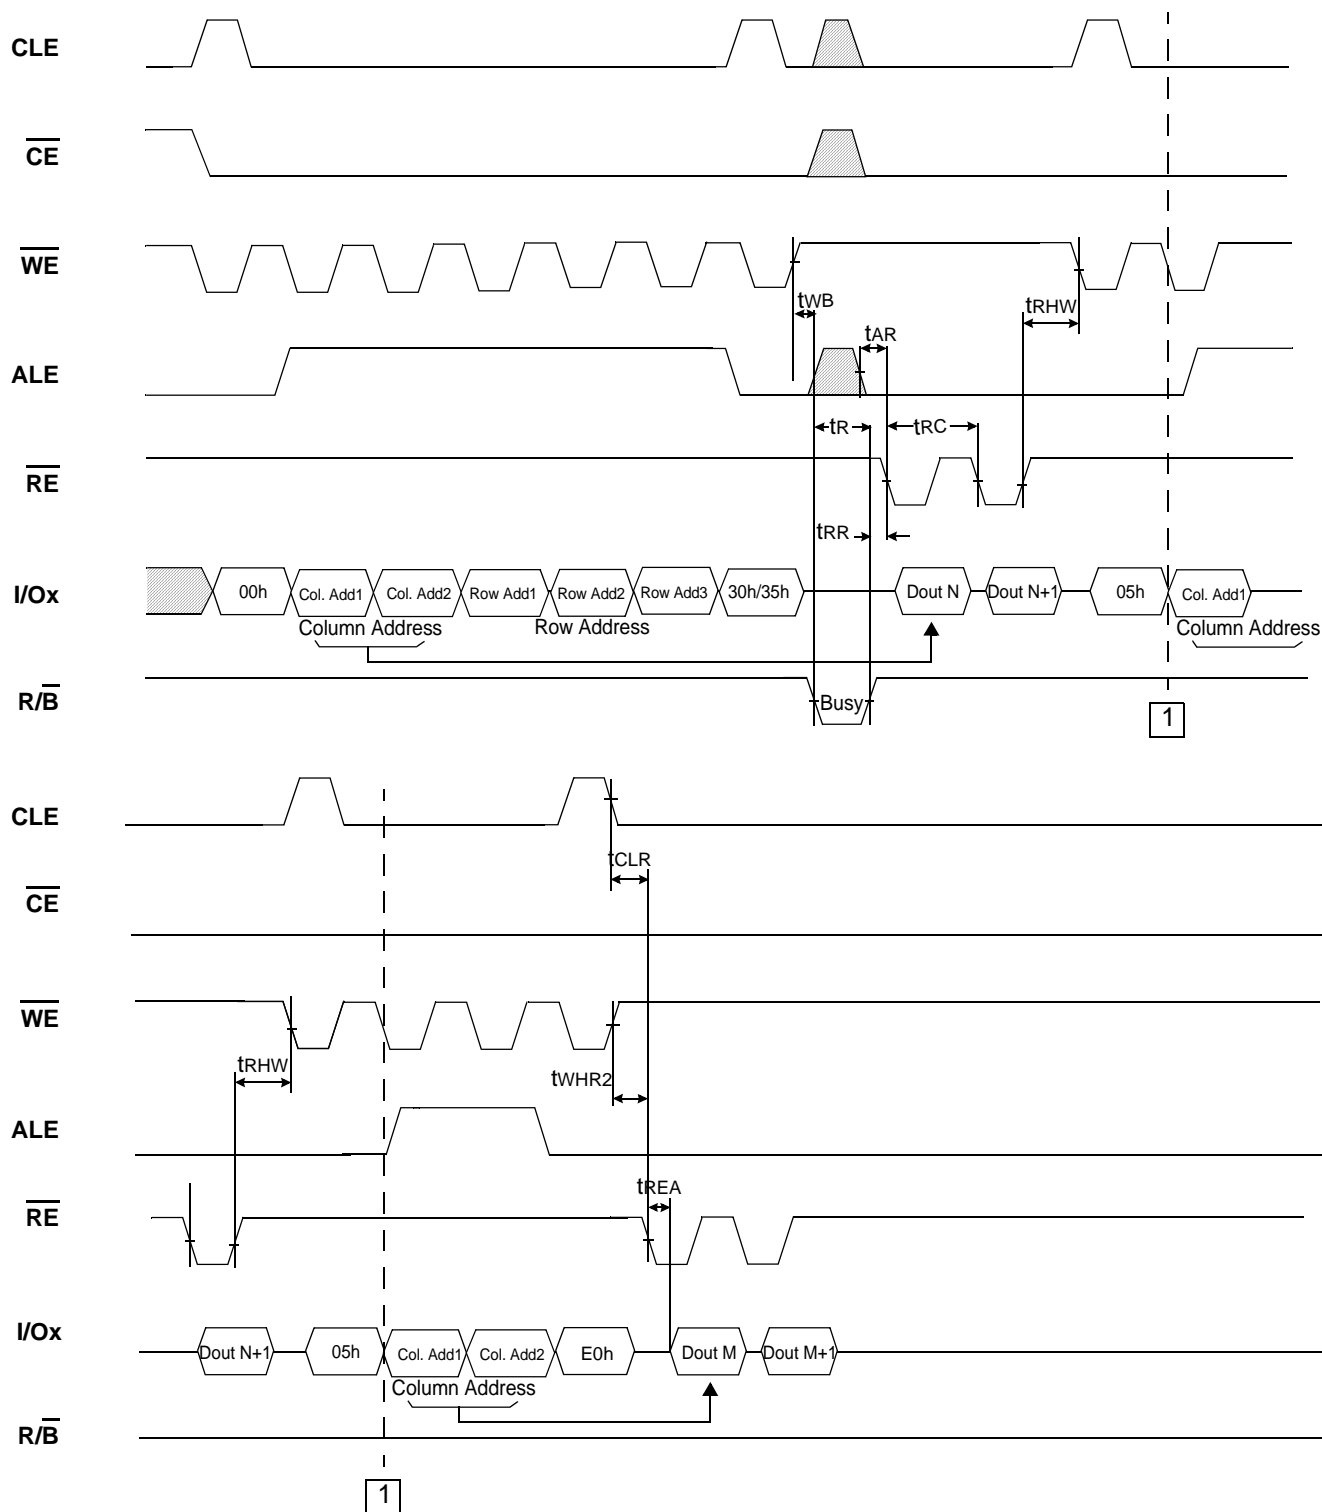 CLE
CE
WE
tWB
tRHW
tAR
ALE
tR
tRC
RE
tRR
I/Ox
00h
Col. Add1
Col. Add2
Row Add1
Row Add2
Row Add3
30h/35h
Dout N
Dout N+1
05h
Col. Add1
Column Address
Row Address
Column Address
R/B
Busy
1
CLE
tCLR
CE
WE
tRHW
tWHR2
ALE
tREA
RE
I/Ox
Dout N+1
05h
Col. Add1
Col. Add2
E0h
Dout M
Dout M+1
Column Address
R/B
1